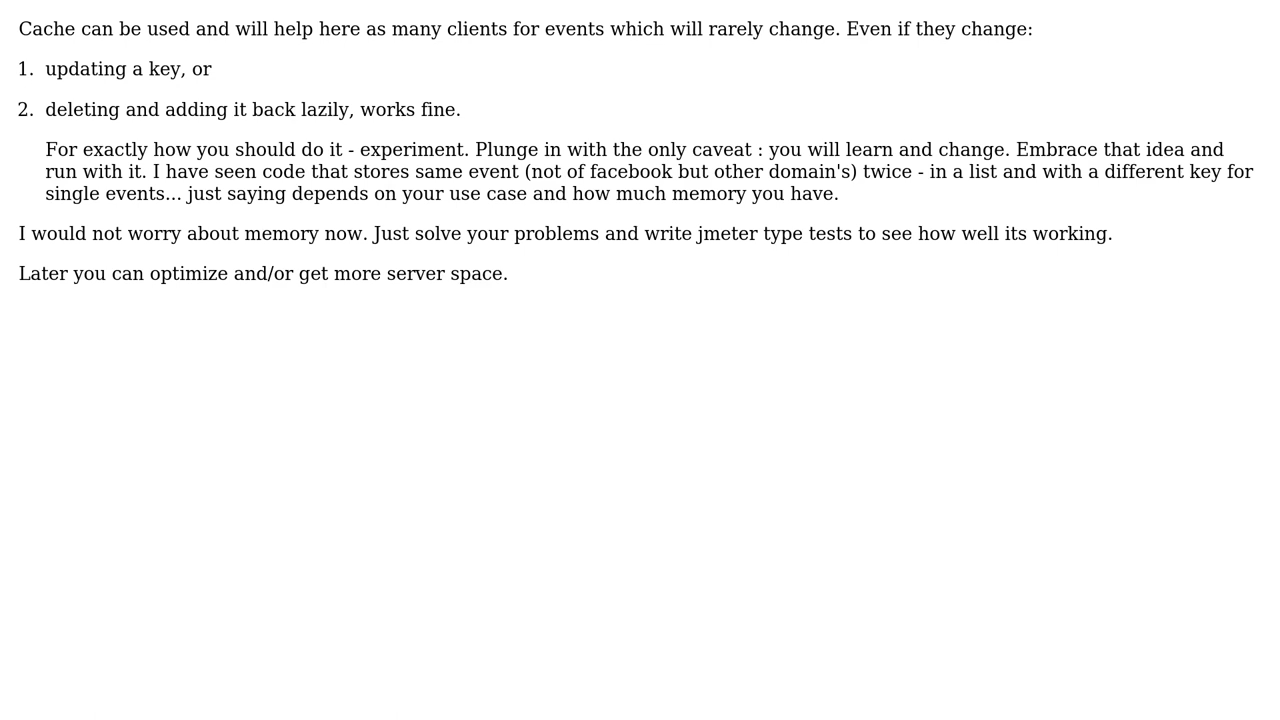 Cache can be used and will help here as many clients for events which will rarely change. Even if they change:
1. updating a key, or
2. deleting and adding it back lazily, works fine.
For exactly how you should do it - experiment. Plunge in with the only caveat : you will learn and change. Embrace that idea and
run with it. I have seen code that stores same event (not of facebook but other domain's) twice - in a list and with a different key for
single events... just saying depends on your use case and how much memory you have.
I would not worry about memory now. Just solve your problems and write jmeter type tests to see how well its working.
Later you can optimize and/or get more server space.